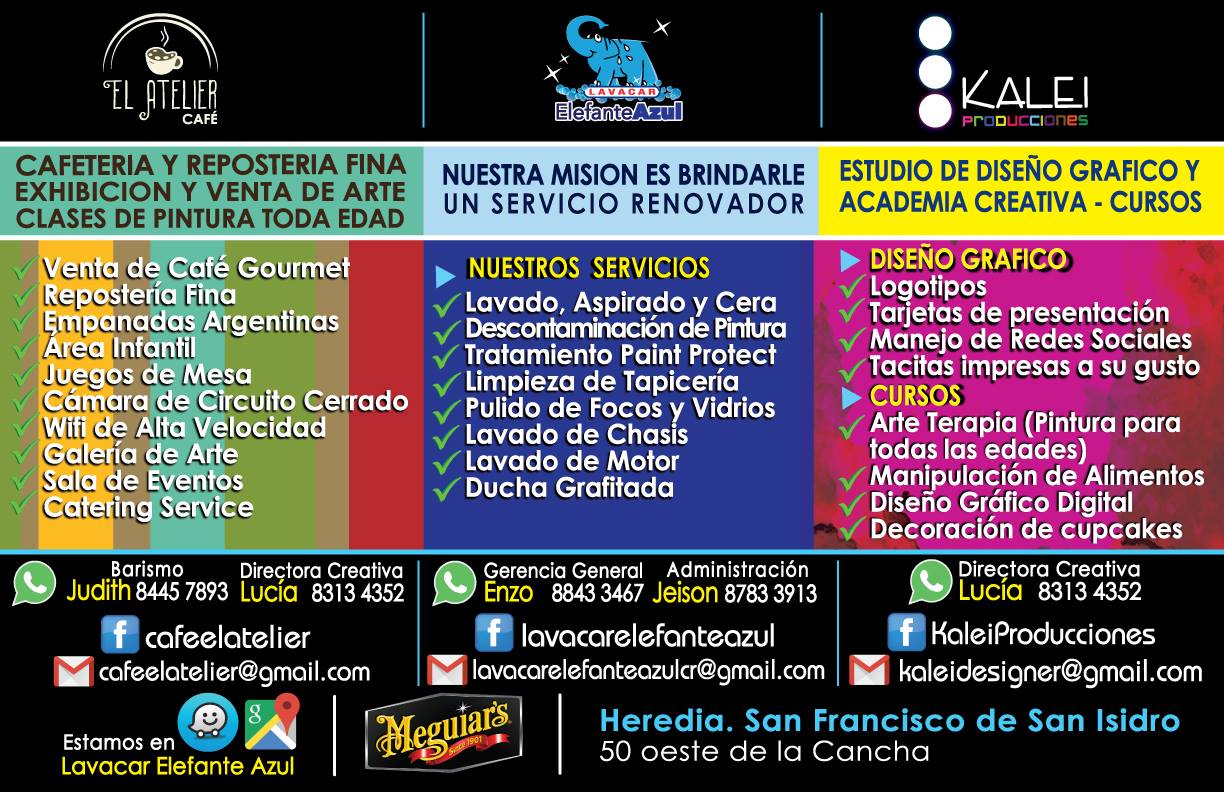 EL ATELIER
CAFÉ
LAVACAR
ElefanteAzul
KALEI
PRODUCCIONES
CAFETERIA Y REPOSTERIA FINA
EXHIBICION Y VENTA DE ARTE
CLASES DE PINTURA TODA EDAD
Venta de Café Gourmet
Repostería Fina
Empanadas Argentinas
Área Infantil
Juegos de Mesa
Cámara de Circuito Cerrado
Wifi de Alta Velocidad
Galería de Arte
Sala de Eventos
Catering Service
NUESTRA MISION ES BRINDARLE
UN SERVICIO RENOVADOR
NUESTROS SERVICIOS
Lavado, Aspirado y Cera
Descontaminación de Pintura
Tratamiento Paint Protect
Limpieza de Tapicería
Pulido de Focos y Vidrios
Lavado de Chasis
Lavado de Motor
Ducha Grafitada
ESTUDIO DE DISEÑO GRAFICO Y
ACADEMIA CREATIVA - CURSOS
DISEÑO GRAFICO
Logotipos
Tarjetas de presentación
Manejo de Redes Sociales
Tacitas impresas a su gusto
CURSOS
Arte Terapia (Pintura para
todas las edades)
Manipulación de Alimentos
Diseño Gráfico Digital
Decoración de cupcakes
Barismo
Judith 8445 7893
Directora Creativa
Lucía 8313 4352
f cafeelatelier
cafeelatelier@gmail.com
Gerencia General
Enzo 8843 3467
Administración
Jeison 8783 3913
f lavacarelefanteazul
lavacarelefanteazulcr@gmail.com
Directora Creativa
Lucía 8313 4352
f KaleiProducciones
kaleidesigner@gmail.com
g
Estamos en
Lavacar Elefante Azul
Meguiar's
Since 1901
Heredia. San Francisco de San Isidro
50 oeste de la Cancha